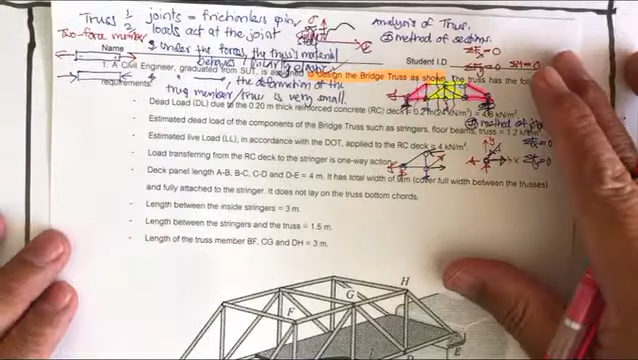 Truss ½ joints = frictionless pin
loads act at the joint
Two-force member
& Under the forces, the truss's material
behaves linearly elastic
the deformation of the
truss member/truss is very small.
Analysis of Truss.
method of sections.
ΣFx=0
ΣFy=0 ΣM=0
Name
Student I.D.
1. A Civil Engineer, graduated from SUT, is assigned to design the Bridge Truss as shown. The truss has the
requirements:
- Dead Load (DL) due to the 0.20 m thick reinforced concrete (RC) deck = 0.2m(24 kN/m³) = 4.8 kN/m²
- Estimated dead load of the components of the Bridge Truss such as stringers, floor beams, truss = 1.2 kN/m²
- Estimated live Load (LL), in accordance with the DOT, applied to the RC deck = 4 kN/m².
- Load transferring from the RC deck to the stringer is one-way action
- Deck panel length A-B, B-C, C-D and D-E = 4 m. It has total width of 9m (cover full width between the trusses)
and fully attached to the stringer. It does not lay on the truss bottom chords.
- Length between the inside stringers = 3 m.
- Length between the stringers and the truss = 1.5 m.
- Length of the truss member BF, CG and DH = 3 m.
H
G
F
E